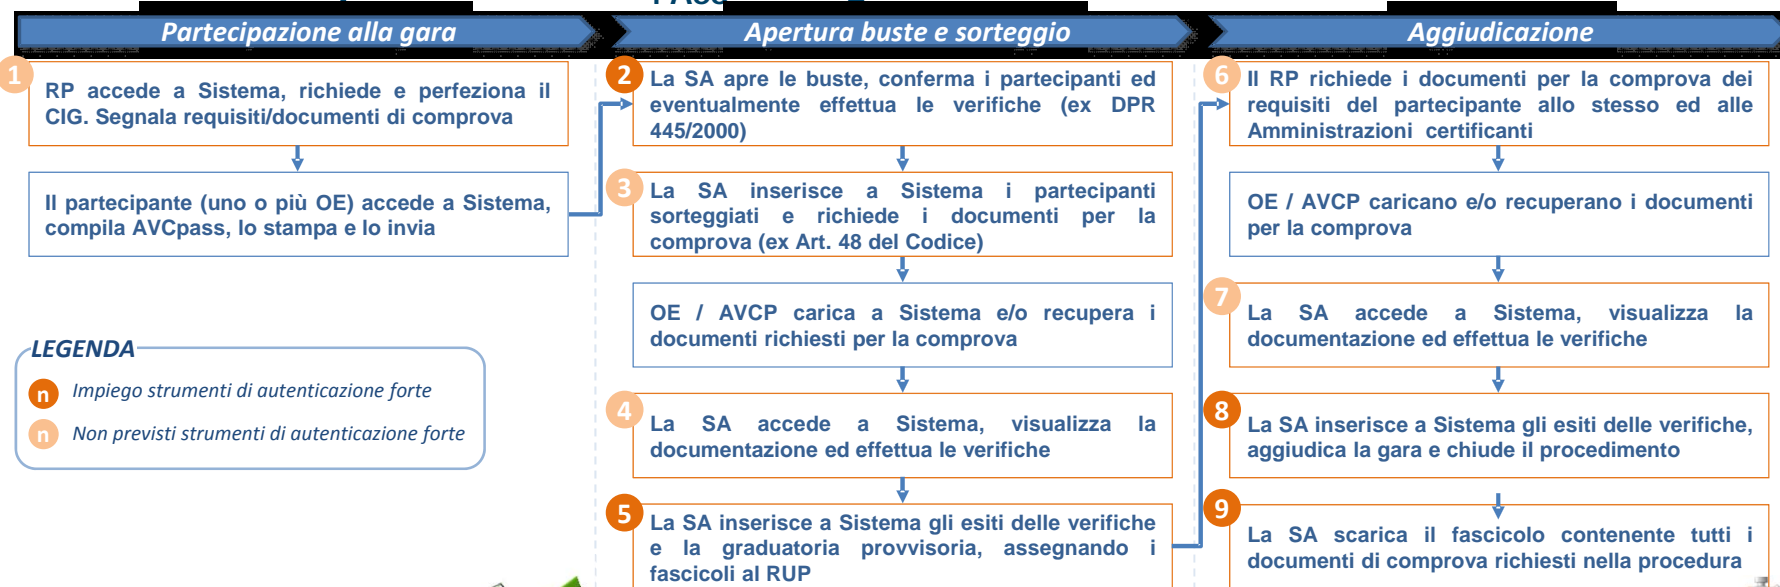 Partecipazione alla gara
1
RP accede a Sistema, richiede e perfeziona il
CIG. Segnala requisiti/documenti di comprova
Il partecipante (uno o più OE) accede a Sistema,
compila AVCpass, lo stampa e lo invia
LEGENDA
n Impiego strumenti di autenticazione forte
n Non previsti strumenti di autenticazione forte
Apertura buste e sorteggio
2
La SA apre le buste, conferma i partecipanti ed
eventualmente effettua le verifiche (ex DPR
445/2000)
3
La SA inserisce a Sistema i partecipanti
sorteggiati e richiede i documenti per la
comprova (ex Art. 48 del Codice)
OE / AVCP carica a Sistema e/o recupera i
documenti richiesti per la comprova
4
La SA accede a Sistema, visualizza la
documentazione ed effettua le verifiche
5
La SA inserisce a Sistema gli esiti delle verifiche
e la graduatoria provvisoria, assegnando i
fascicoli al RUP
Aggiudicazione
6
Il RP richiede i documenti per la comprova dei
requisiti del partecipante allo stesso ed alle
Amministrazioni certificanti
OE / AVCP caricano e/o recuperano i documenti
per la comprova
7
La SA accede a Sistema, visualizza la
documentazione ed effettua le verifiche
8
La SA inserisce a Sistema gli esiti delle verifiche,
aggiudica la gara e chiude il procedimento
9
La SA scarica il fascicolo contenente tutti i
documenti di comprova richiesti nella procedura